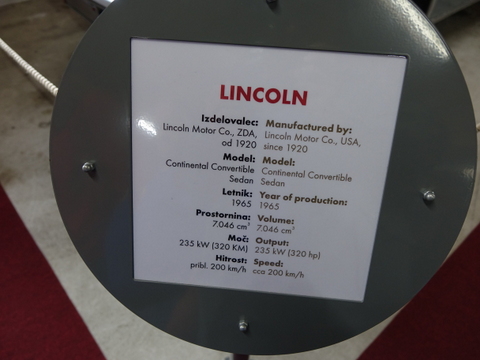 LINCOLN
Izdelovalec: Manufactured by:
Lincoln Motor Co., ZDA, Lincoln Motor Co., USA,
od 1920 since 1920
Model: Model:
Continental Convertible Continental Convertible
Sedan Sedan
Letnik: Year of production:
1965 1965
Prostornina: Volume:
7.046 cm³ 7.046 cm³
Moč: Output:
235 kW (320 KM) 235 kW (320 hp)
Hitrost: Speed:
pribl. 200 km/h cca 200 km/h